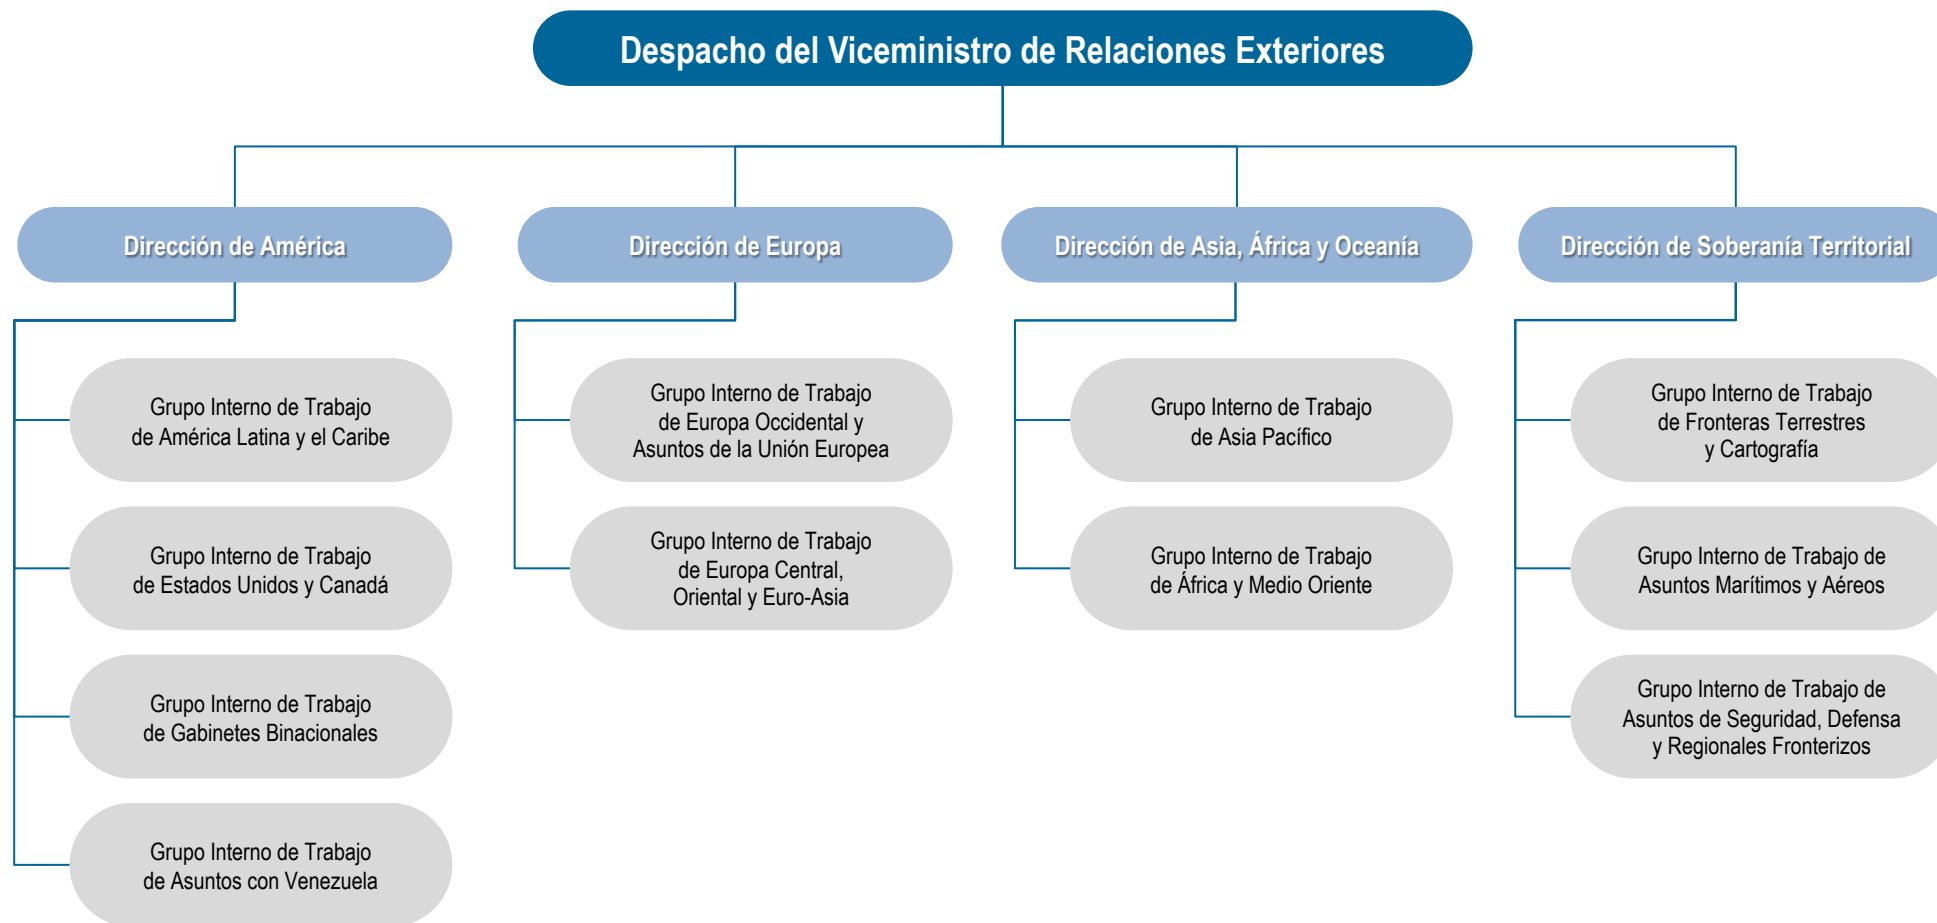 Despacho del Viceministro de Relaciones Exteriores
Dirección de América
Dirección de Europa
Dirección de Asia, África y Oceanía
Dirección de Soberanía Territorial
Grupo Interno de Trabajo
de América Latina y el Caribe
Grupo Interno de Trabajo
de Estados Unidos y Canadá
Grupo Interno de Trabajo
de Gabinetes Binacionales
Grupo Interno de Trabajo
de Asuntos con Venezuela
Grupo Interno de Trabajo
de Europa Occidental y
Asuntos de la Unión Europea
Grupo Interno de Trabajo
de Europa Central,
Oriental y Euro-Asia
Grupo Interno de Trabajo
de Asia Pacífico
Grupo Interno de Trabajo
de África y Medio Oriente
Grupo Interno de Trabajo
de Fronteras Terrestres
y Cartografía
Grupo Interno de Trabajo de
Asuntos Marítimos y Aéreos
Grupo Interno de Trabajo de
Asuntos de Seguridad, Defensa
y Regionales Fronterizos